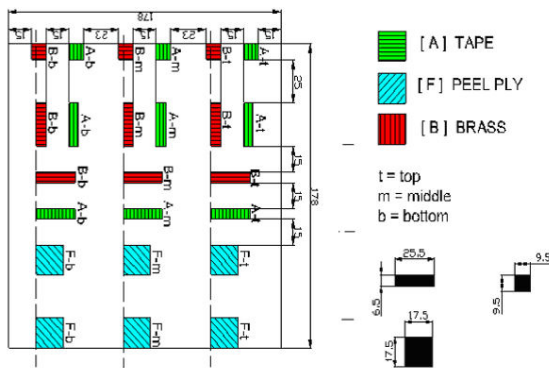 178
15 15 23 15 23 15 15
B-b A-b B-m A-m B-t A-t
25
B-b A-b B-m A-m B-t A-t
15
B-b B-m B-t
15
A-b A-m A-t
15
178
F-b F-m F-t
F-b F-m F-t
[A] TAPE
[F] PEEL PLY
[B] BRASS
t = top
m = middle
b = bottom
25.5
6.5
9.5
9.5
17.5
17.5